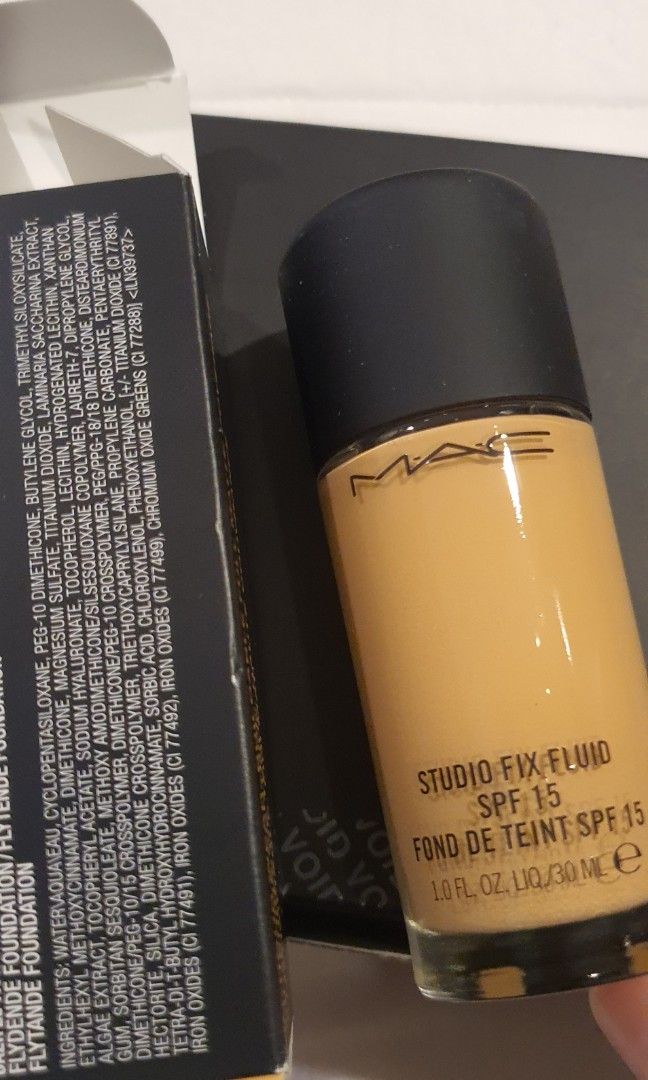 FLYDENDE FOUNDATION/FLYTENDE FOUNDATION
FLYTANDE FOUNDATION
INGREDIENTS: WATER\AQUA\EAU, CYCLOPENTASILOXANE, PEG-10 DIMETHICONE, BUTYLENE GLYCOL, TRIMETHYLSILOXYSILICATE,
ETHYLHEXYL METHOXYCINNAMATE, DIMETHICONE, MAGNESIUM SULFATE, TITANIUM DIOXIDE, LAMINARIA SACCHARINA EXTRACT,
ALGAE EXTRACT, TOCOPHERYL ACETATE, SODIUM HYALURONATE, TOCOPHEROL, LECITHIN, HYDROGENATED LECITHIN, XANTHAN
GUM, SORBITAN SESQUIOLEATE, METHOXY AMODIMETHICONE/SILSESQUIOXANE COPOLYMER, LAURETH-7, DIPROPYLENE GLYCOL,
DIMETHICONE/PEG-10/15 CROSSPOLYMER, DIMETHICONE/PEG-10 CROSSPOLYMER, PEG/PPG-18/18 DIMETHICONE, DISTEARDIMONIUM
HECTORITE, SILICA, DIMETHICONE CROSSPOLYMER, TRIETHOXYCAPRYLYLSILANE, PROPYLENE CARBONATE, PENTAERYTHRITYL
TETRA-DI-T-BUTYL HYDROXYHYDROCINNAMATE, SORBIC ACID, CHLOROXYLENOL, PHENOXYETHANOL, [+/- TITANIUM DIOXIDE (CI 77891),
IRON OXIDES (CI 77491), IRON OXIDES (CI 77492), IRON OXIDES (CI 77499), CHROMIUM OXIDE GREENS (CI 77288)] <ILN39737>
M·A·C
STUDIO FIX FLUID
SPF 15
FOND DE TEINT SPF 15
1.0 FL. OZ. LIQ./30 ML ℮